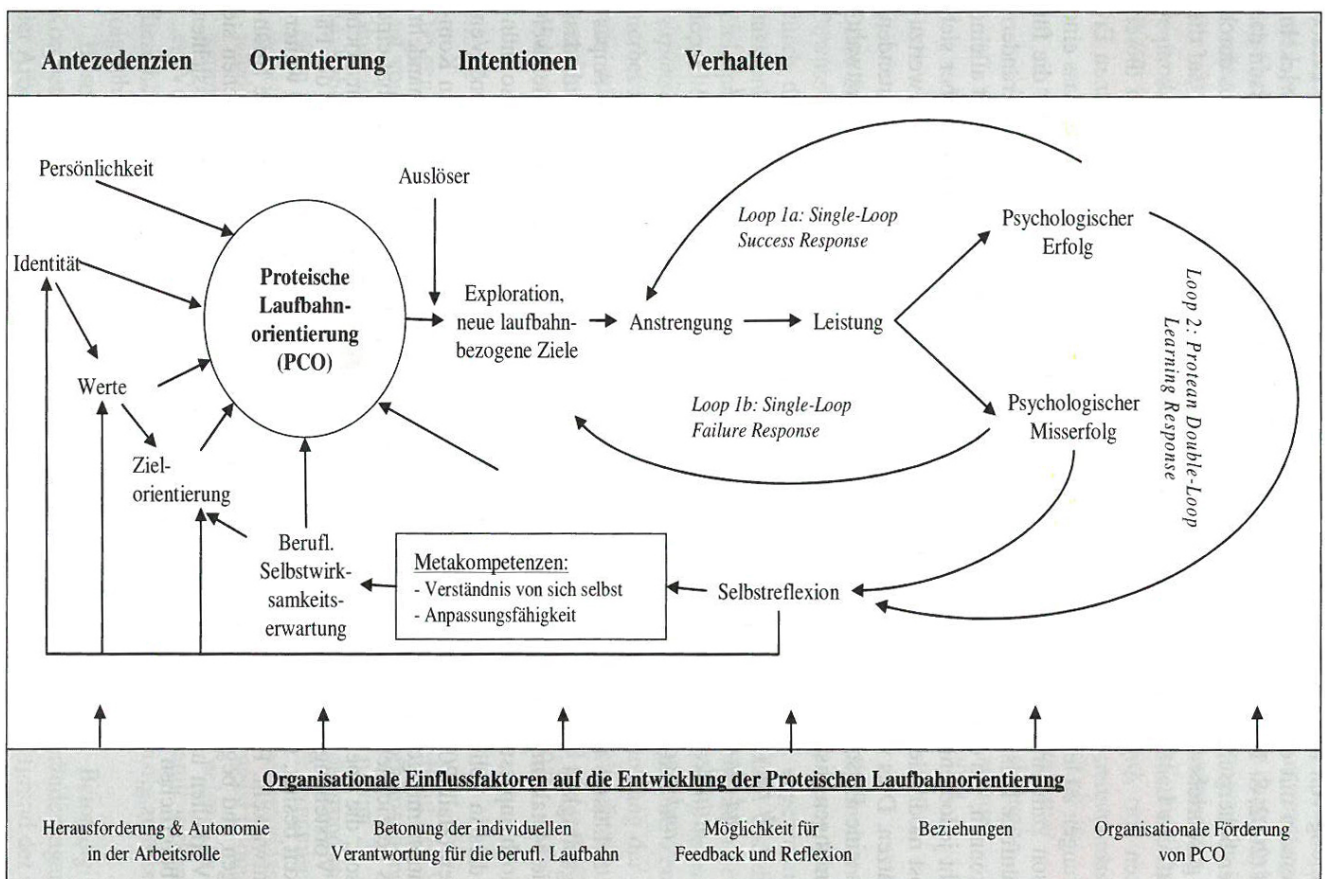 Antezedenzien Orientierung Intentionen Verhalten
Persönlichkeit
Auslöser
Identität
Proteische
Laufbahn-
orientierung
(PCO)
Exploration,
neue laufbahn-
bezogene Ziele
Anstrengung
Leistung
Loop 1a: Single-Loop
Success Response
Psychologischer
Erfolg
Loop 2: Protean Double-Loop
Learning Response
Werte
Loop 1b: Single-Loop
Failure Response
Psychologischer
Misserfolg
Ziel-
orientierung
Berufl.
Selbstwirk-
samkeits-
erwartung
Metakompetenzen:
- Verständnis von sich selbst
- Anpassungsfähigkeit
Selbstreflexion
Organisationale Einflussfaktoren auf die Entwicklung der Proteischen Laufbahnorientierung
Herausforderung & Autonomie
in der Arbeitsrolle
Betonung der individuellen
Verantwortung für die berufl. Laufbahn
Möglichkeit für
Feedback und Reflexion
Beziehungen
Organisationale Förderung
von PCO